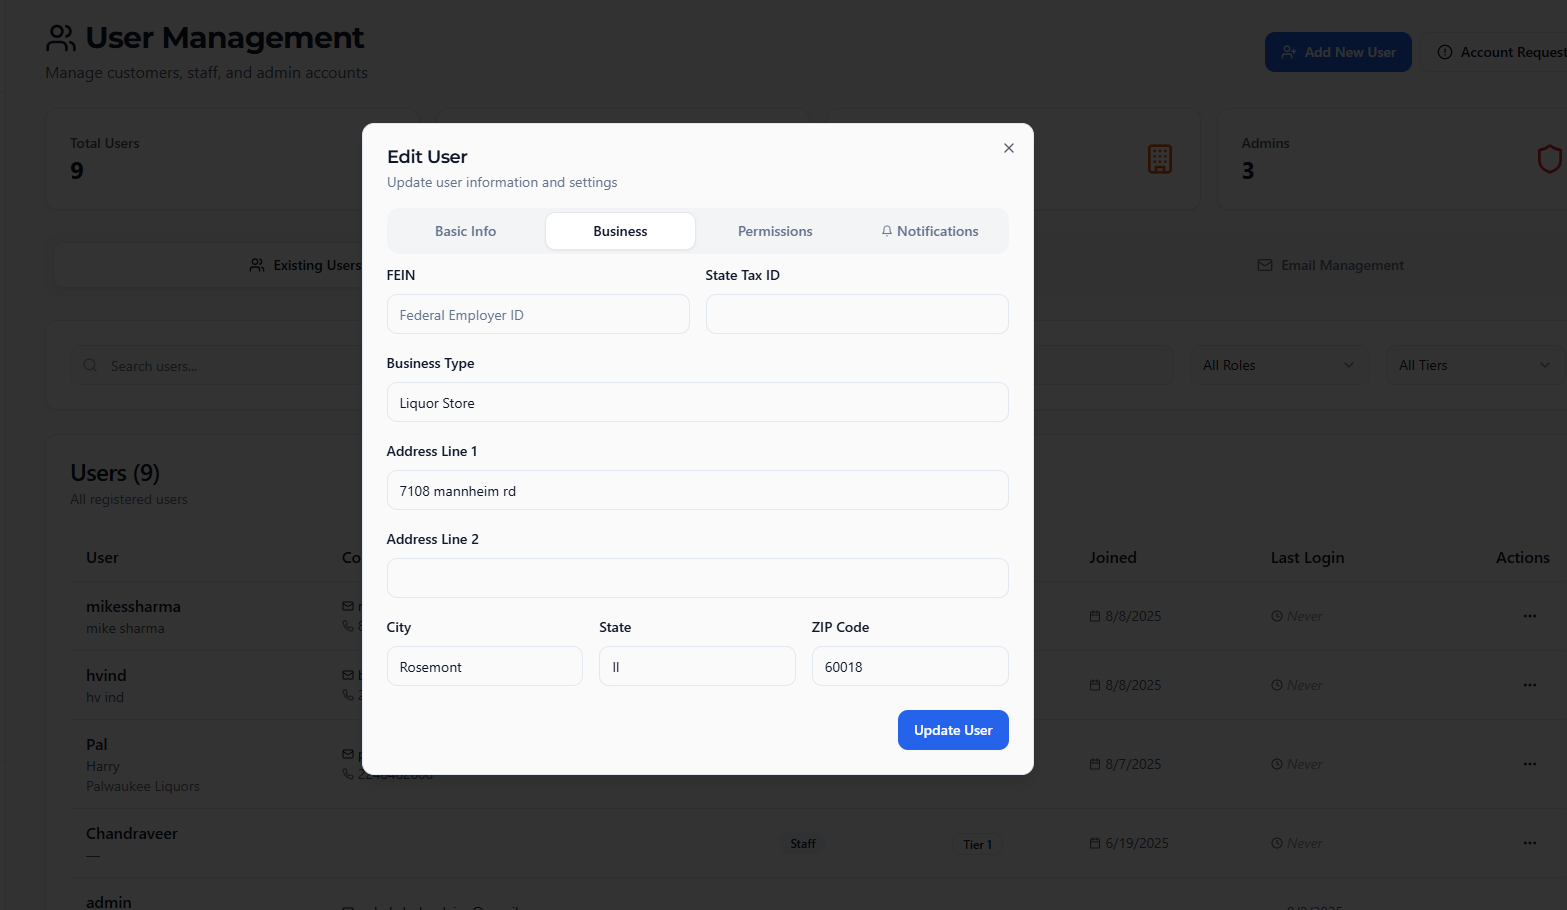 User Management
Manage customers, staff, and admin accounts
Add New User
Account Request
Total Users
9
Admins
3
Existing Users
Email Management
Search users...
All Roles
All Tiers
Edit User
Update user information and settings
Basic Info
Business
Permissions
Notifications
FEIN
State Tax ID
Federal Employer ID
Business Type
Liquor Store
Address Line 1
7108 mannheim rd
Address Line 2
City
State
ZIP Code
Rosemont
Il
60018
Update User
Users (9)
All registered users
User
Co
Joined
Last Login
Actions
mikessharma
mike sharma
8/8/2025
Never
hvind
hv ind
8/8/2025
Never
Pal
Harry
Palwaukee Liquors
8/7/2025
Never
Chandraveer
—
Staff
Tier 1
6/19/2025
Never
admin